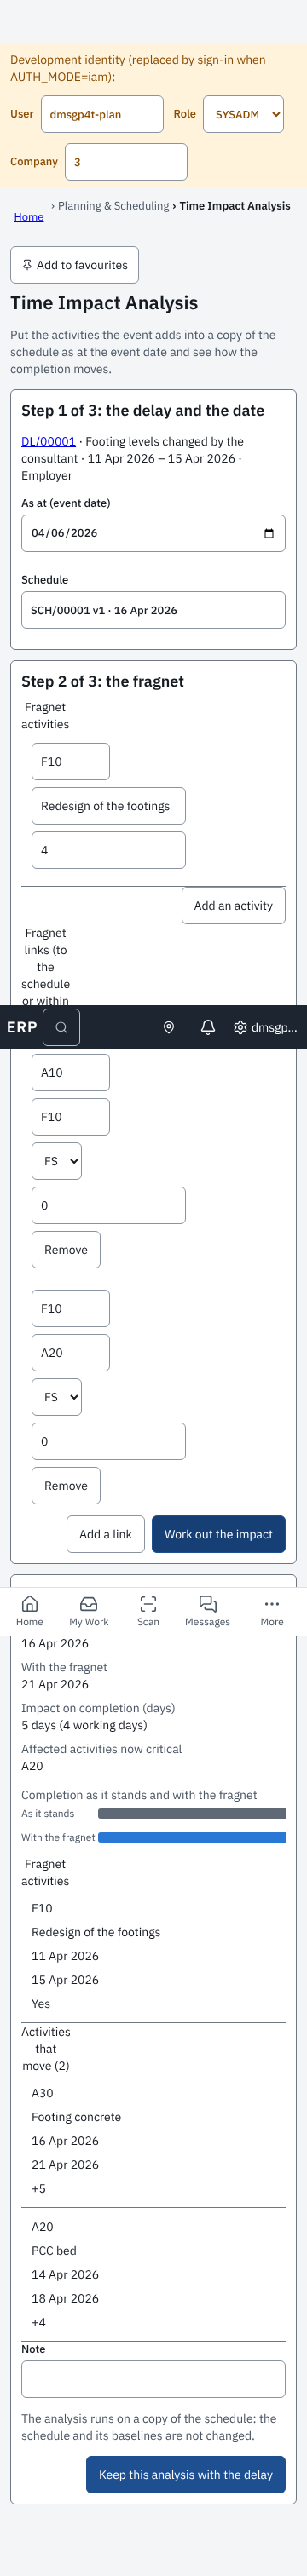 Development identity (replaced by sign-in when
AUTH_MODE=iam):
User dmsgp4t-plan Role SYSADM
Company 3
Home › Planning & Scheduling › Time Impact Analysis
Add to favourites
Time Impact Analysis
Put the activities the event adds into a copy of the
schedule as at the event date and see how the
completion moves.
Step 1 of 3: the delay and the date
DL/00001 · Footing levels changed by the
consultant · 11 Apr 2026 – 15 Apr 2026 ·
Employer
As at (event date)
04/06/2026
Schedule
SCH/00001 v1 · 16 Apr 2026
Step 2 of 3: the fragnet
Fragnet
activities
F10
Redesign of the footings
4
Add an activity
Fragnet
links (to
the
schedule
or within
ERP dmsgp...
A10
F10
FS
0
Remove
F10
A20
FS
0
Remove
Add a link Work out the impact
Home My Work Scan Messages More
16 Apr 2026
With the fragnet
21 Apr 2026
Impact on completion (days)
5 days (4 working days)
Affected activities now critical
A20
Completion as it stands and with the fragnet
As it stands
With the fragnet
Fragnet
activities
F10
Redesign of the footings
11 Apr 2026
15 Apr 2026
Yes
Activities
that
move (2)
A30
Footing concrete
16 Apr 2026
21 Apr 2026
+5
A20
PCC bed
14 Apr 2026
18 Apr 2026
+4
Note
The analysis runs on a copy of the schedule: the
schedule and its baselines are not changed.
Keep this analysis with the delay